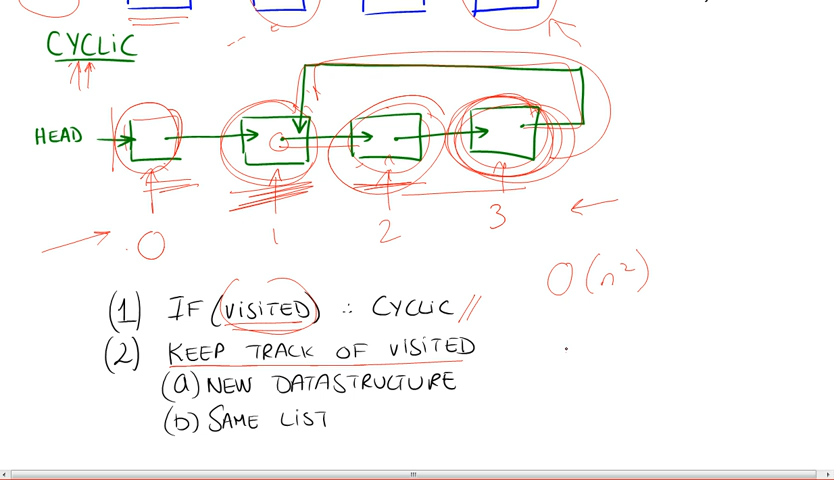 CYCLIC
HEAD
0 1 2 3
O(n²)
(1) IF (VISITED) ∴ CYCLIC //
(2) KEEP TRACK OF VISITED
(a) NEW DATASTRUCTURE
(b) SAME LIST